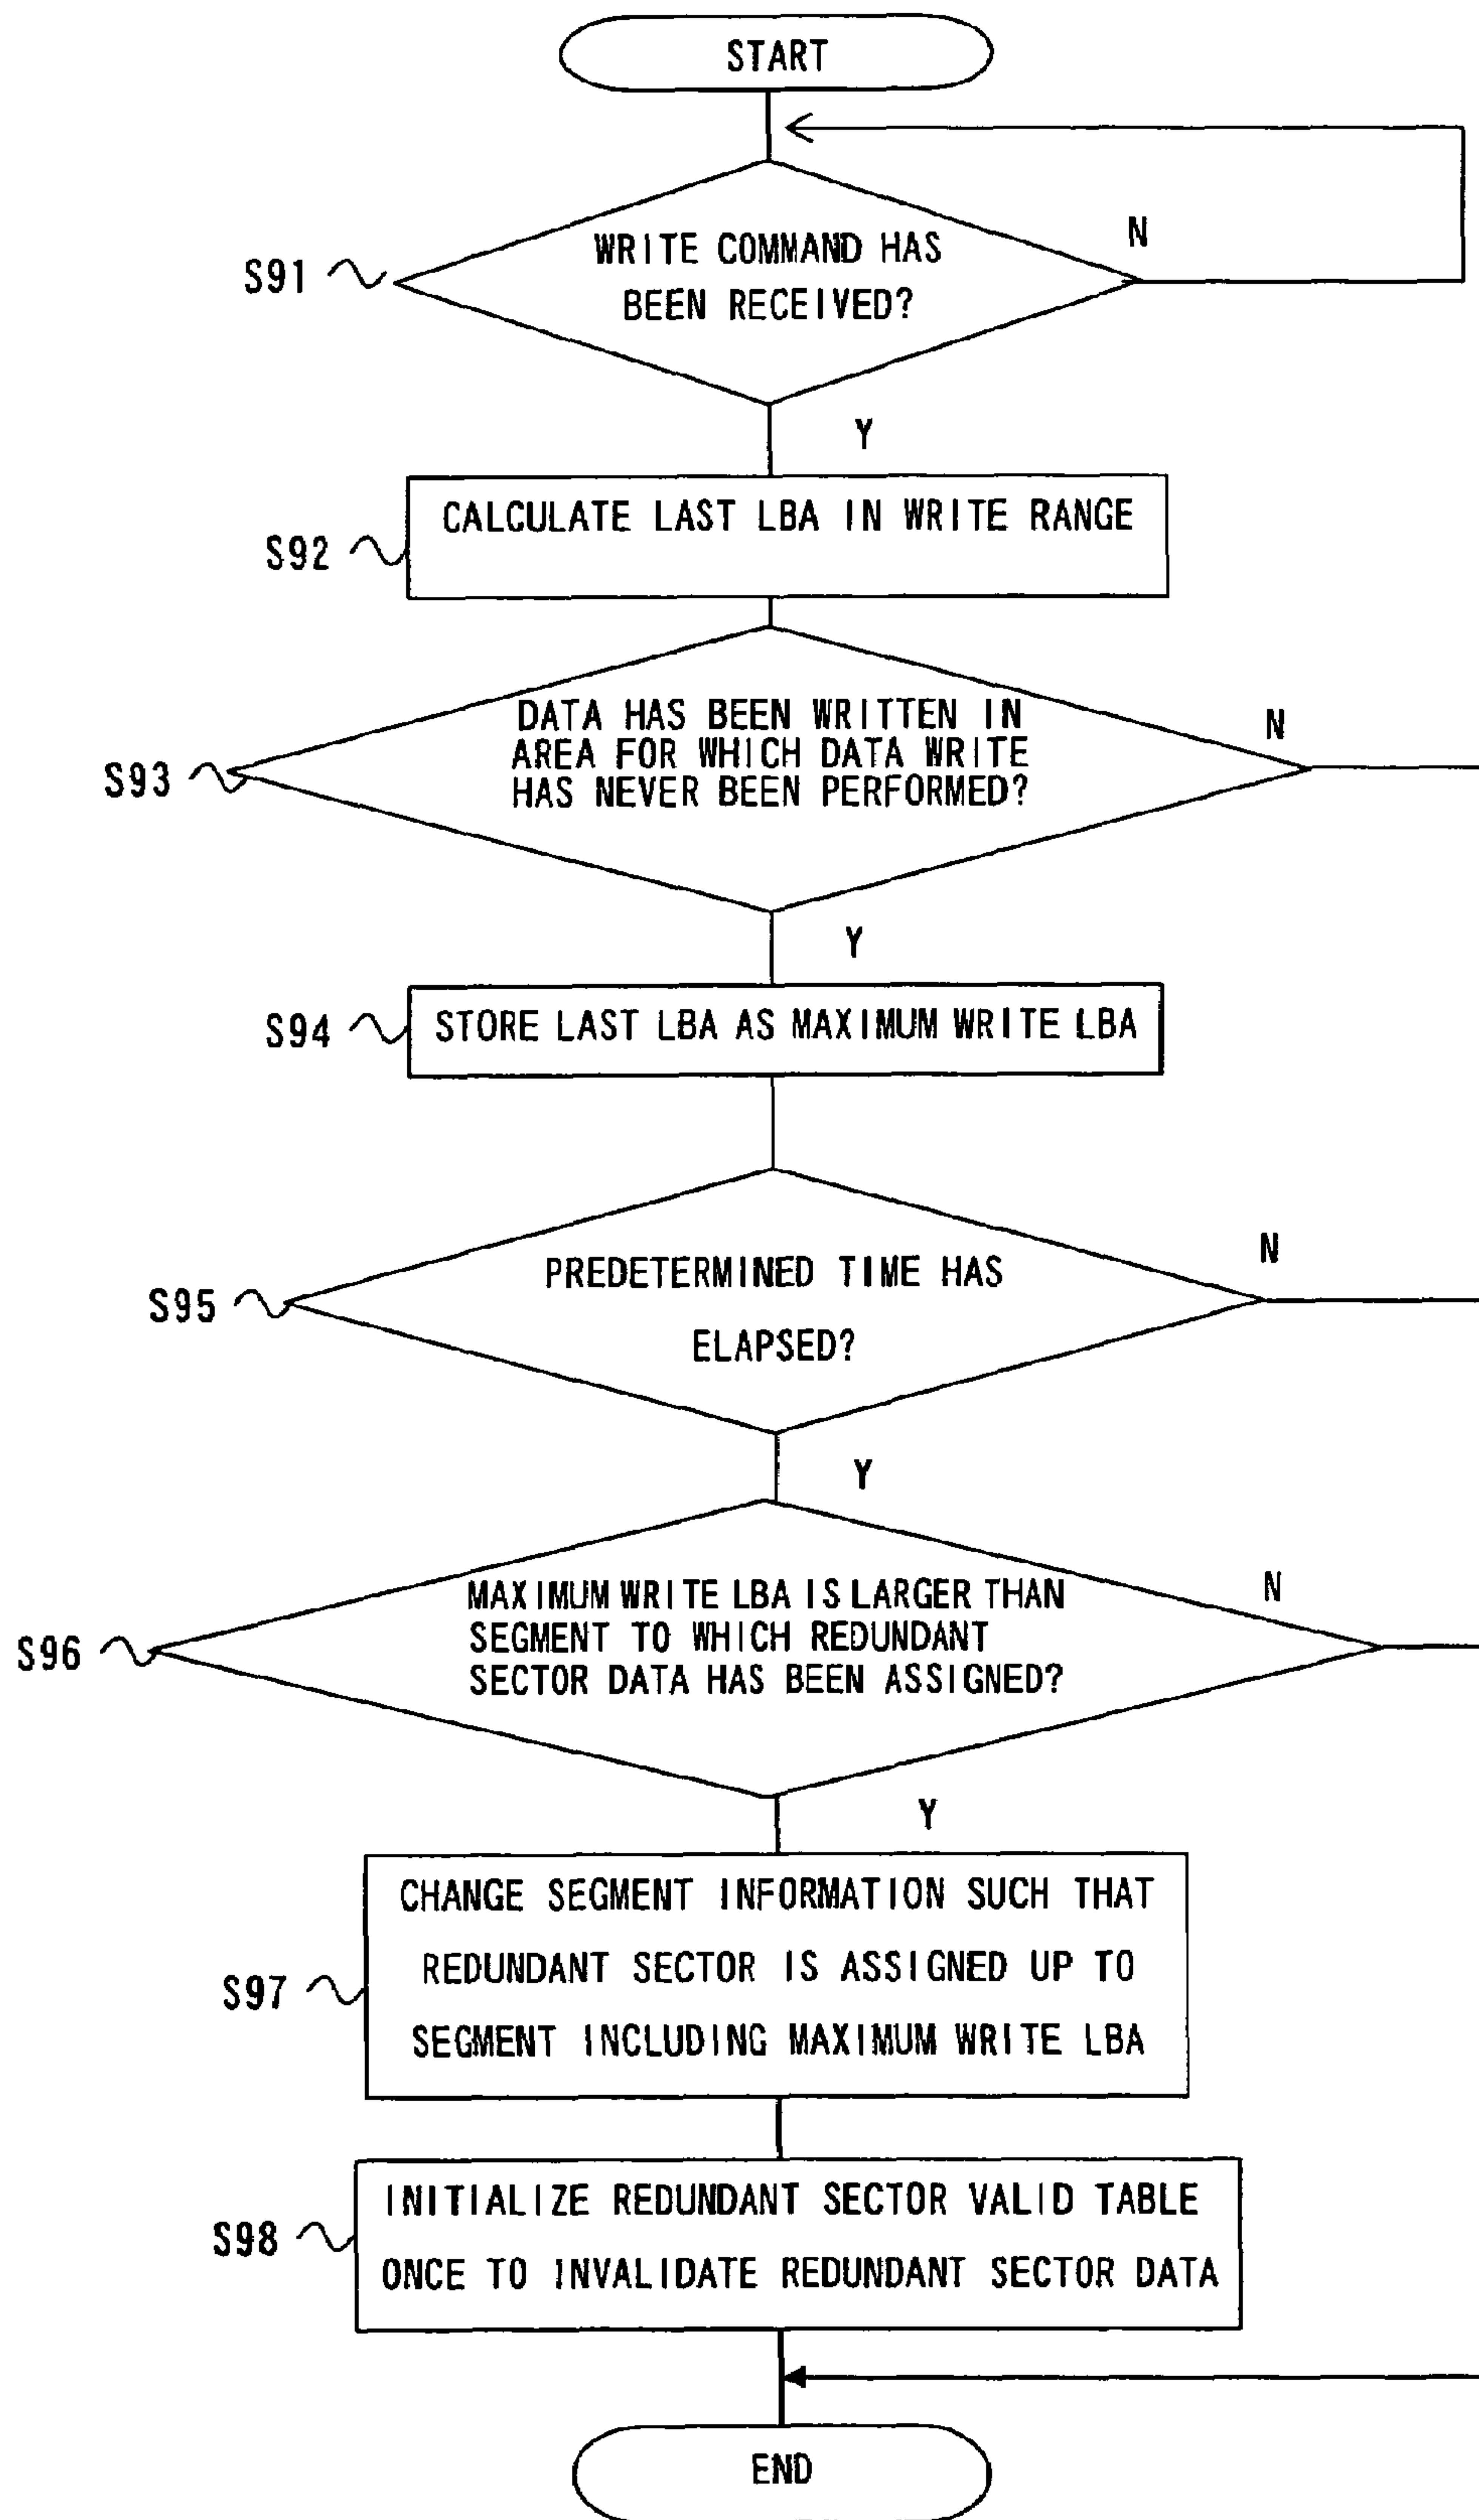 START
N
WRITE COMMAND HAS
S91
BEEN RECEIVED?
Y
CALCULATE LAST LBA IN WRITE RANGE
S92
DATA HAS BEEN WRITTEN IN
N
AREA FOR WHICH DATA WRITE
S93
HAS NEVER BEEN PERFORMED?
Y
S94
STORE LAST LBA AS MAXIMUM WRITE LBA
N
PREDETERMINED TIME HAS
S95
ELAPSED?
Y
N
MAXIMUM WRITE LBA IS LARGER THAN
SEGMENT TO WHICH REDUNDANT
S96
SECTOR DATA HAS BEEN ASSIGNED?
Y
CHANGE SEGMENT INFORMATION SUCH THAT
REDUNDANT SECTOR IS ASSIGNED UP TO
S97
SEGMENT INCLUDING MAXIMUM WRITE LBA
INITIALIZE REDUNDANT SECTOR VALID TABLE
S98
ONCE TO INVALIDATE REDUNDANT SECTOR DATA
END